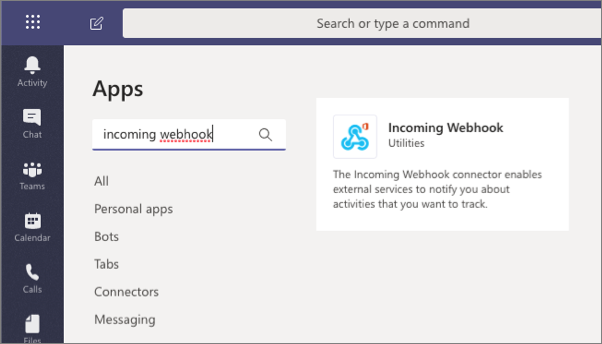 Search or type a command
Activity
Chat
Teams
Calendar
Calls
Files
Apps
incoming webhook
All
Personal apps
Bots
Tabs
Connectors
Messaging
Incoming Webhook
Utilities
The Incoming Webhook connector enables
external services to notify you about
activities that you want to track.